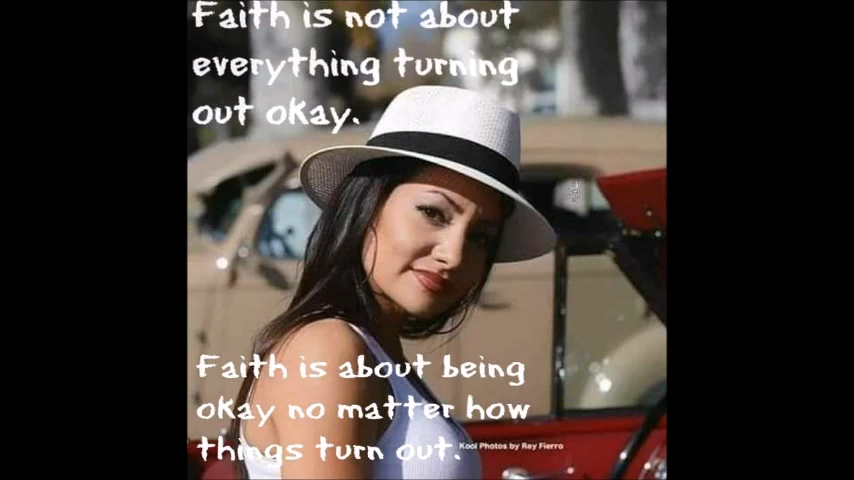 Faith is not about
everything turning
out okay.
Faith is about being
okay no matter how
things turn out.
Kool Photos by Rey Fierro